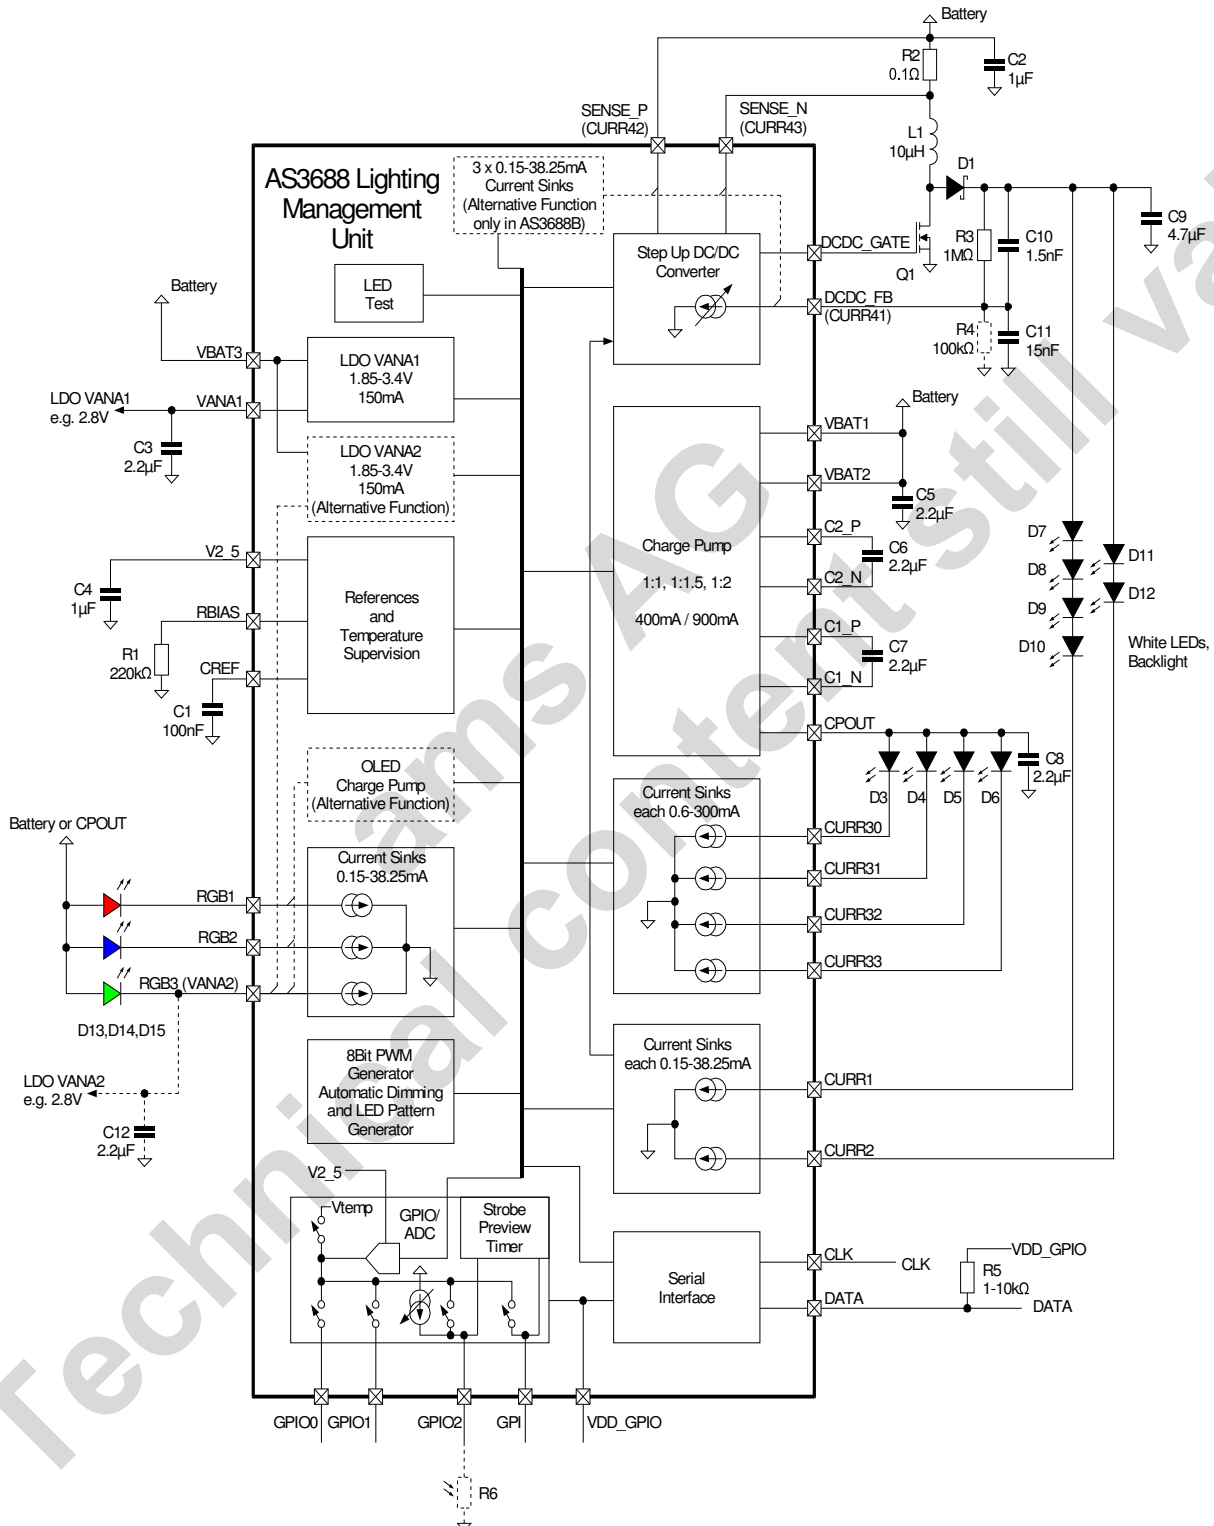 Battery
R2
0.1Ω
C2
1µF
SENSE_P
(CURR42)
SENSE_N
(CURR43)
L1
10µH
D1
AS3688 Lighting
Management
Unit
3 x 0.15-38.25mA
Current Sinks
(Alternative Function
only in AS3688B)
Step Up DC/DC
Converter
DCDC_GATE
Q1
R3
1MΩ
C10
1.5nF
C9
4.7µF
DCDC_FB
(CURR41)
R4
100kΩ
C11
15nF
LED
Test
Battery
VBAT3
LDO VANA1
1.85-3.4V
150mA
LDO VANA1
e.g. 2.8V
VANA1
C3
2.2µF
LDO VANA2
1.85-3.4V
150mA
(Alternative Function)
Battery
VBAT1
VBAT2
C5
2.2µF
Charge Pump
1:1, 1:1.5, 1:2
400mA / 900mA
C2_P
C6
2.2µF
C2_N
C1_P
C7
2.2µF
C1_N
CPOUT
D7
D8
D9
D10
D11
D12
White LEDs,
Backlight
V2_5
C4
1µF
RBIAS
R1
220kΩ
CREF
C1
100nF
References
and
Temperature
Supervision
OLED
Charge Pump
(Alternative Function)
D3
D4
D5
D6
C8
2.2µF
Current Sinks
each 0.6-300mA
CURR30
CURR31
CURR32
CURR33
Battery or CPOUT
Current Sinks
0.15-38.25mA
RGB1
RGB2
RGB3 (VANA2)
D13,D14,D15
LDO VANA2
e.g. 2.8V
C12
2.2µF
8Bit PWM
Generator
Automatic Dimming
and LED Pattern
Generator
Current Sinks
each 0.15-38.25mA
CURR1
CURR2
V2_5
Vtemp
GPIO/
ADC
Strobe
Preview
Timer
Serial
Interface
CLK
CLK
VDD_GPIO
R5
1-10kΩ
DATA
DATA
GPIO0
GPIO1
GPIO2
GPI
VDD_GPIO
R6
ams AG
Technical content still va